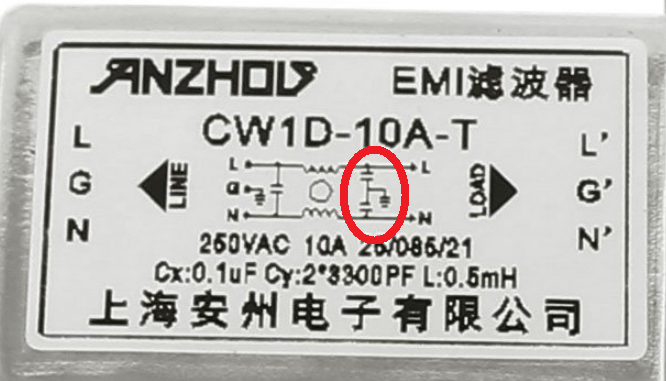 ANZHOU EMI滤波器
CW1D-10A-T
L L L L'
G LINE G LOAD G'
N N N N'
250VAC 10A 25/085/21
Cx:0.1uF Cy:2*3300PF L:0.5mH
上海安州电子有限公司